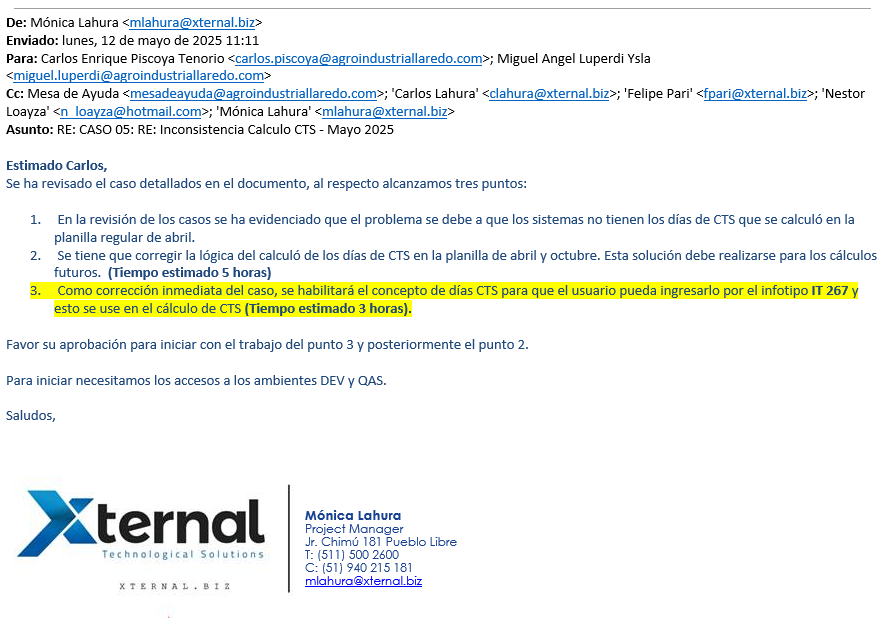 De: Mónica Lahura <mlahura@xternal.biz>
Enviado: lunes, 12 de mayo de 2025 11:11
Para: Carlos Enrique Piscoya Tenorio <carlos.piscoya@agroindustriallaredo.com>; Miguel Angel Luperdi Ysla
<miguel.luperdi@agroindustriallaredo.com>
Cc: Mesa de Ayuda <mesadeayuda@agroindustriallaredo.com>; 'Carlos Lahura' <clahura@xternal.biz>; 'Felipe Pari' <fpari@xternal.biz>; 'Nestor
Loayza' <n_loayza@hotmail.com>; 'Mónica Lahura' <mlahura@xternal.biz>
Asunto: RE: CASO 05: RE: Inconsistencia Calculo CTS - Mayo 2025
Estimado Carlos,
Se ha revisado el caso detallados en el documento, al respecto alcanzamos tres puntos:
1. En la revisión de los casos se ha evidenciado que el problema se debe a que los sistemas no tienen los días de CTS que se calculó en la
planilla regular de abril.
2. Se tiene que corregir la lógica del calculó de los días de CTS en la planilla de abril y octubre. Esta solución debe realizarse para los cálculos
futuros. (Tiempo estimado 5 horas)
3. Como corrección inmediata del caso, se habilitará el concepto de días CTS para que el usuario pueda ingresarlo por el infotipo IT 267 y
esto se use en el cálculo de CTS (Tiempo estimado 3 horas).
Favor su aprobación para iniciar con el trabajo del punto 3 y posteriormente el punto 2.
Para iniciar necesitamos los accesos a los ambientes DEV y QAS.
Saludos,
Xternal
Technological Solutions
XTERNAL.BIZ
Mónica Lahura
Project Manager
Jr. Chimú 181 Pueblo Libre
T: (511) 500 2600
C: (51) 940 215 181
mlahura@xternal.biz